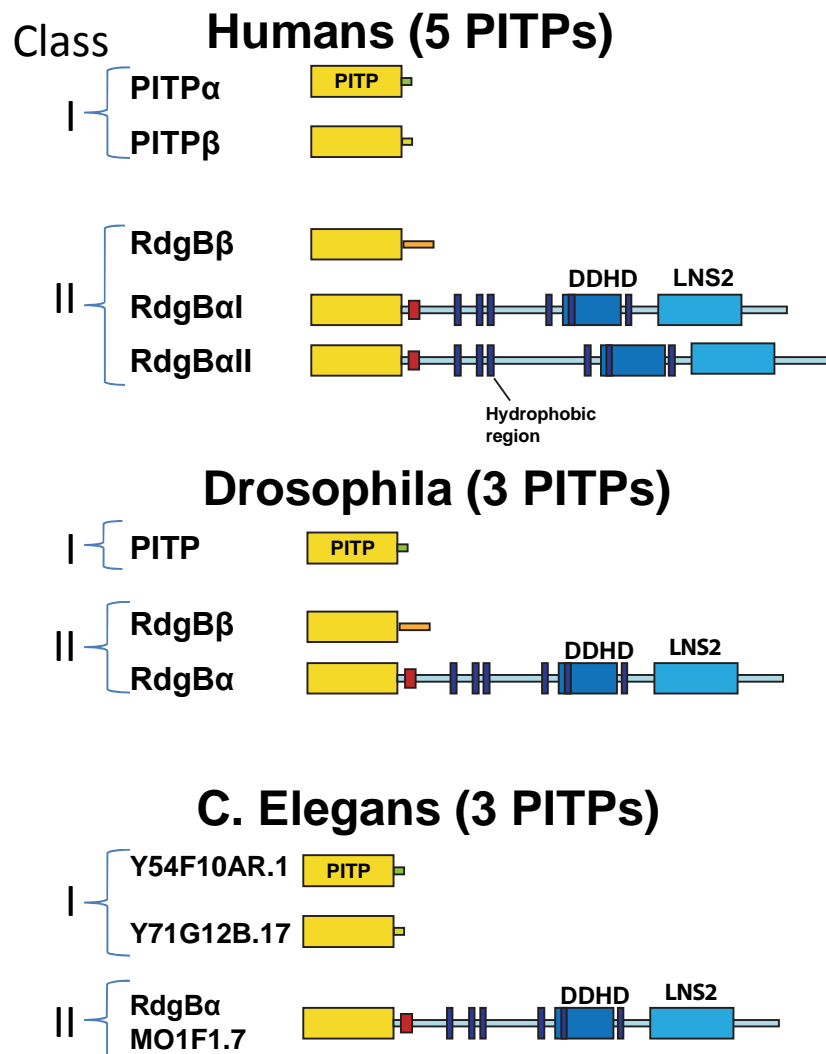 Class
Humans (5 PITPs)
I
PITPα
PITP
PITPβ
II
RdgBβ
RdgBαI
DDHD
LNS2
RdgBαII
Hydrophobic
region
Drosophila (3 PITPs)
I
PITP
PITP
II
RdgBβ
RdgBα
DDHD
LNS2
C. Elegans (3 PITPs)
I
Y54F10AR.1
PITP
Y71G12B.17
II
RdgBα
MO1F1.7
DDHD
LNS2